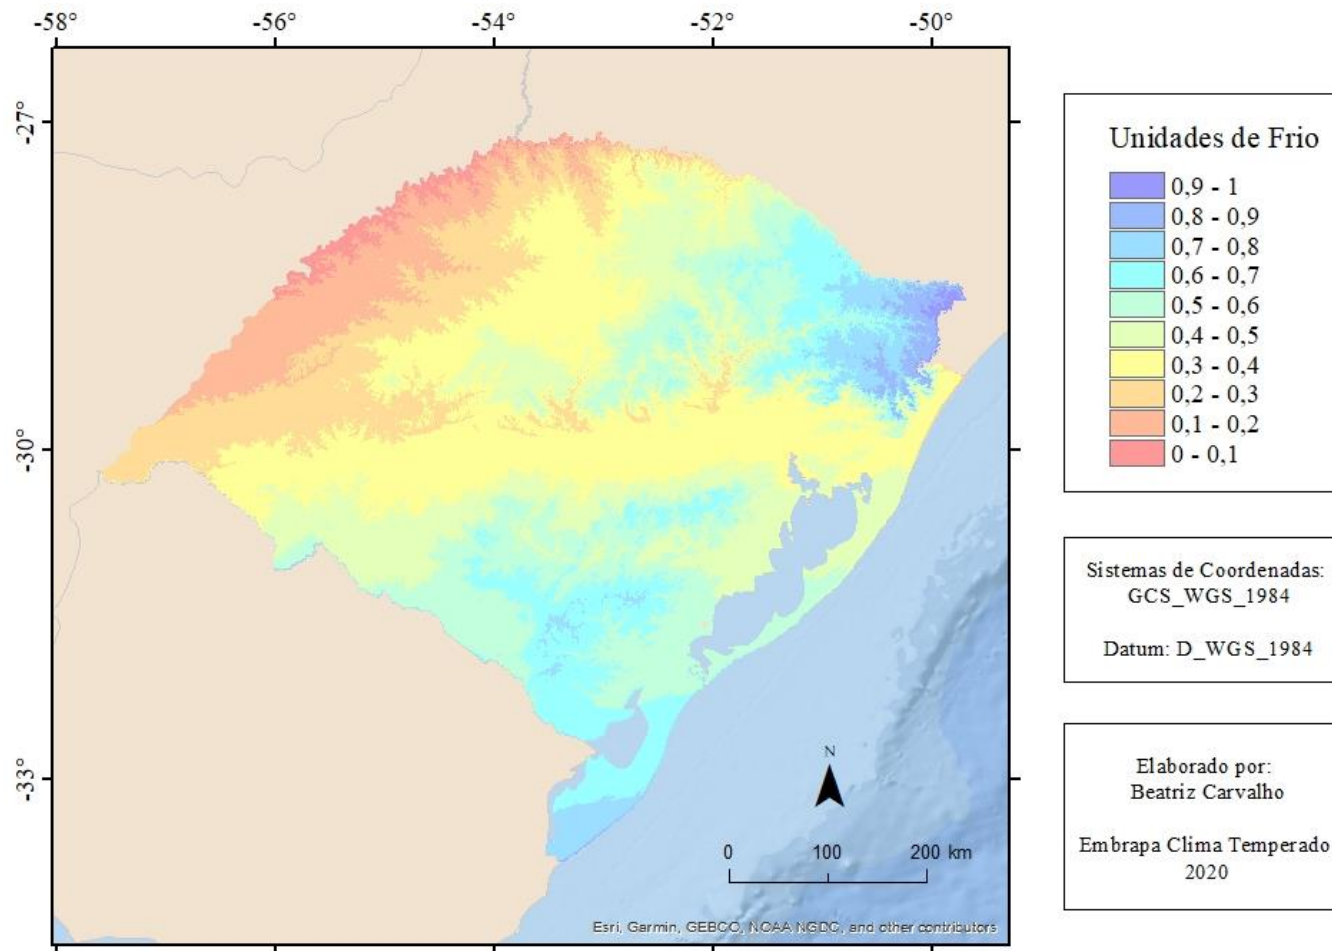 -58°
-56°
-54°
-52°
-50°
-27°
-30°
-33°
Unidades de Frio
0,9 - 1
0,8 - 0,9
0,7 - 0,8
0,6 - 0,7
0,5 - 0,6
0,4 - 0,5
0,3 - 0,4
0,2 - 0,3
0,1 - 0,2
0 - 0,1
Sistemas de Coordenadas:
GCS_WGS_1984
Datum: D_WGS_1984
Elaborado por:
Beatriz Carvalho
Embrapa Clima Temperado
2020
N
0 100 200 km
Esri, Garmin, GEBCO, NOAA NGDC, and other contributors